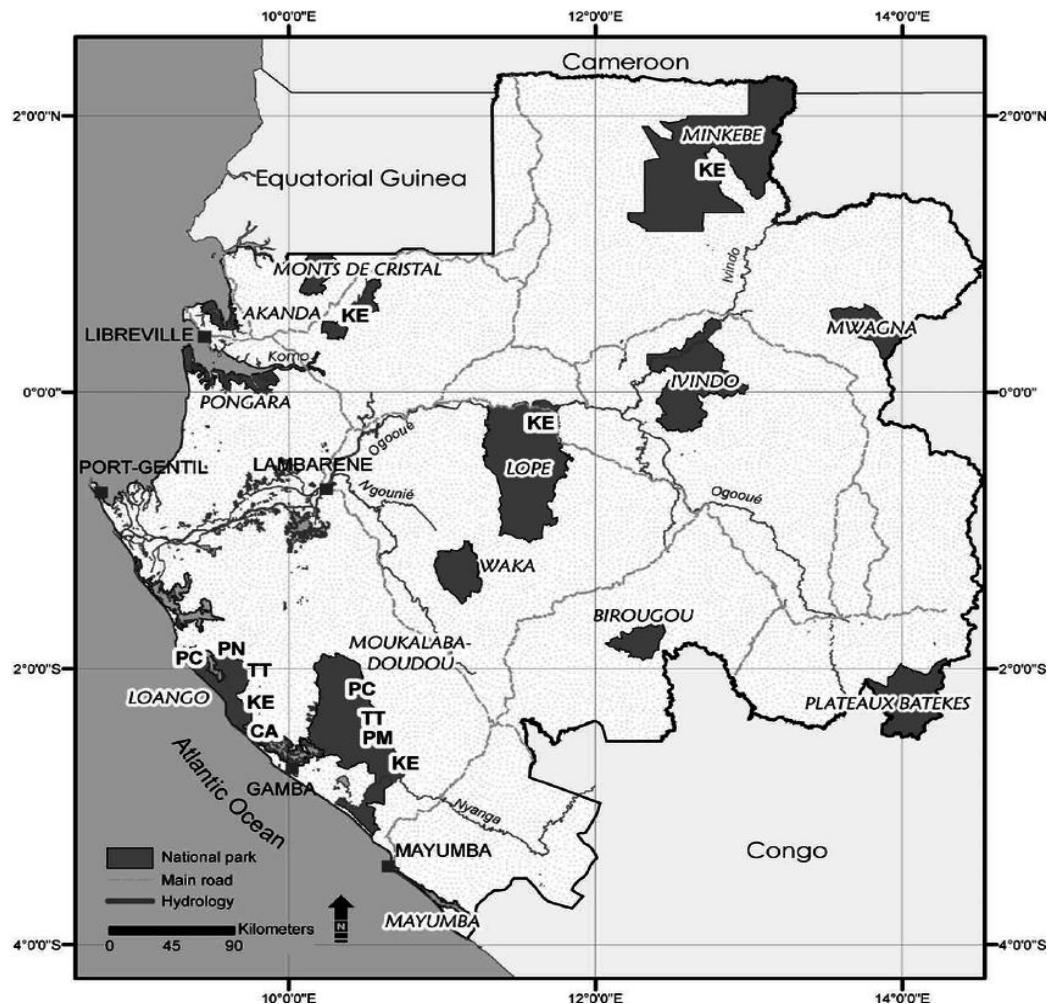 10°0'0"E
12°0'0"E
14°0'0"E
Cameroon
2°0'0"N
2°0'0"N
MINKEBE
KE
Equatorial Guinea
Ivindo
MONTS DE CRISTAL
AKANDA
KE
MWAGNA
LIBREVILLE
Komo
IVINDO
0°0'0"
0°0'0"
PONGARA
KE
Ogooué
LOPE
PORT-GENTIL
LAMBARENE
Ngounié
Ogooué
WAKA
BIROUGOU
MOUKALABA-
DOUDOU
PC
PN
TT
2°0'0"S
2°0'0"S
LOANGO
KE
CA
PC
TT
PM
KE
PLATEAUX BATEKES
Atlantic Ocean
GAMBA
Nyanga
MAYUMBA
Congo
National park
Main road
Hydrology
Kilometers
0 45 90
N
MAYUMBA
4°0'0"S
4°0'0"S
10°0'0"E
12°0'0"E
14°0'0"E